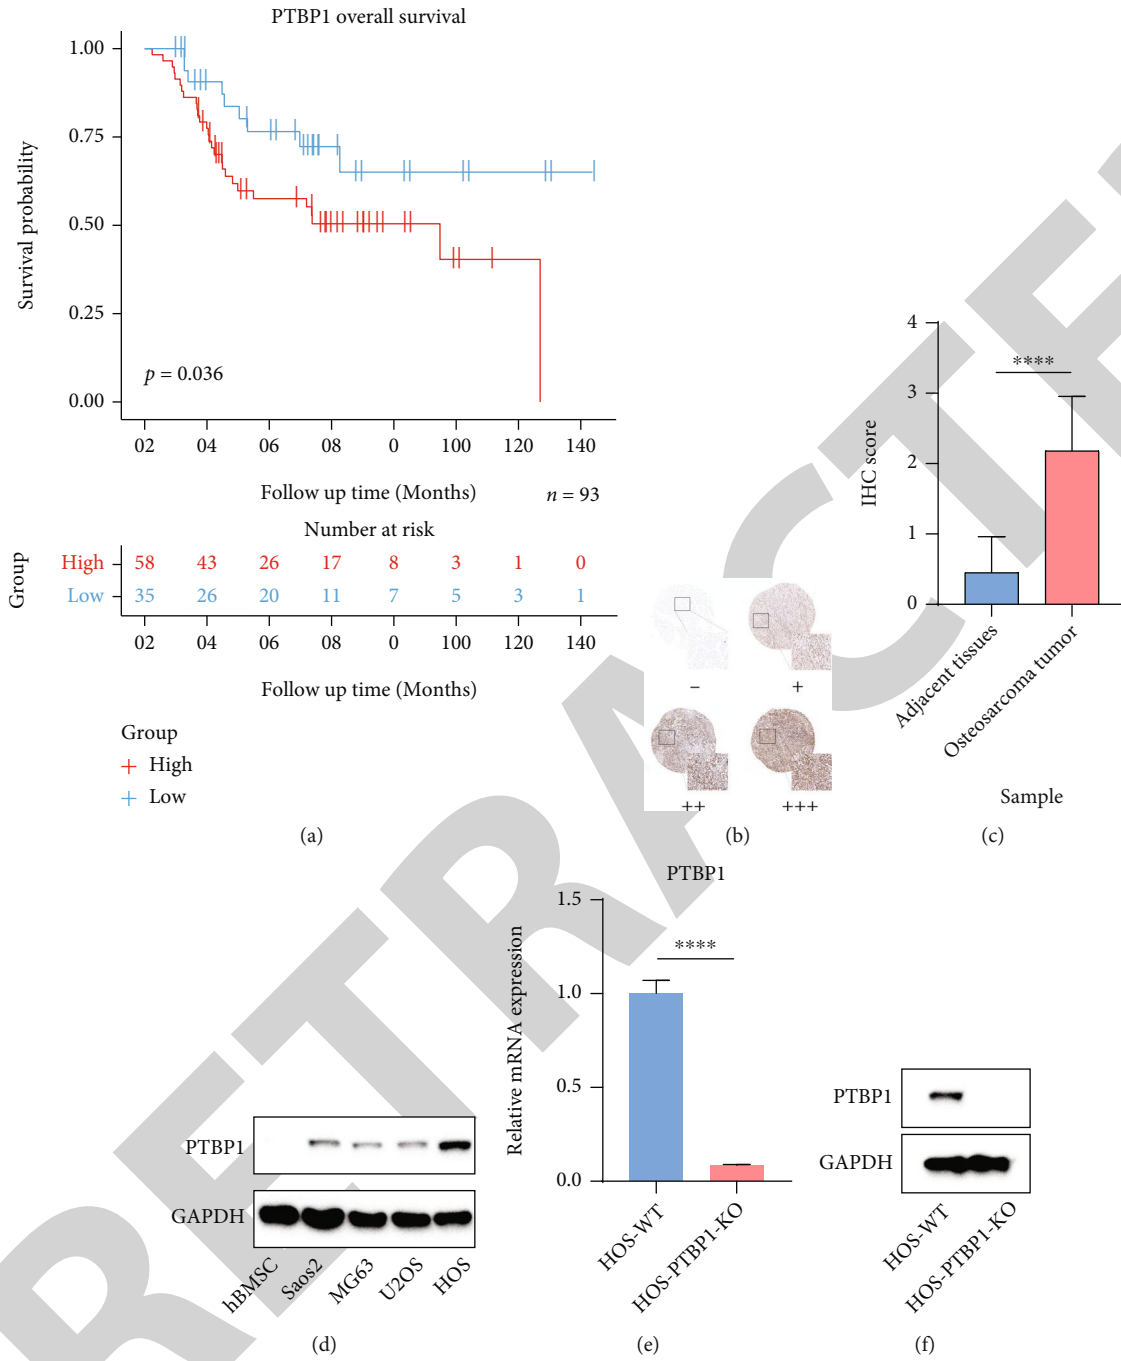 PTBP1 overall survival
1.00
0.75
0.50
0.25
0.00
Survival probability
p = 0.036
02 04 06 08 0 100 120 140
Follow up time (Months)
n = 93
Number at risk
Group
High 58 43 26 17 8 3 1 0
Low 35 26 20 11 7 5 3 1
02 04 06 08 0 100 120 140
Follow up time (Months)
Group
High
Low
(a)
−
+
++
+++
(b)
4
3
2
1
0
IHC score
****
Adjacent tissues
Osteosarcoma tumor
Sample
(c)
PTBP1
GAPDH
hBMSC
Saos2
MG63
U2OS
HOS
(d)
PTBP1
1.5
1.0
0.5
0.0
Relative mRNA expression
****
HOS-WT
HOS-PTBP1-KO
(e)
PTBP1
GAPDH
HOS-WT
HOS-PTBP1-KO
(f)
RETRACTE